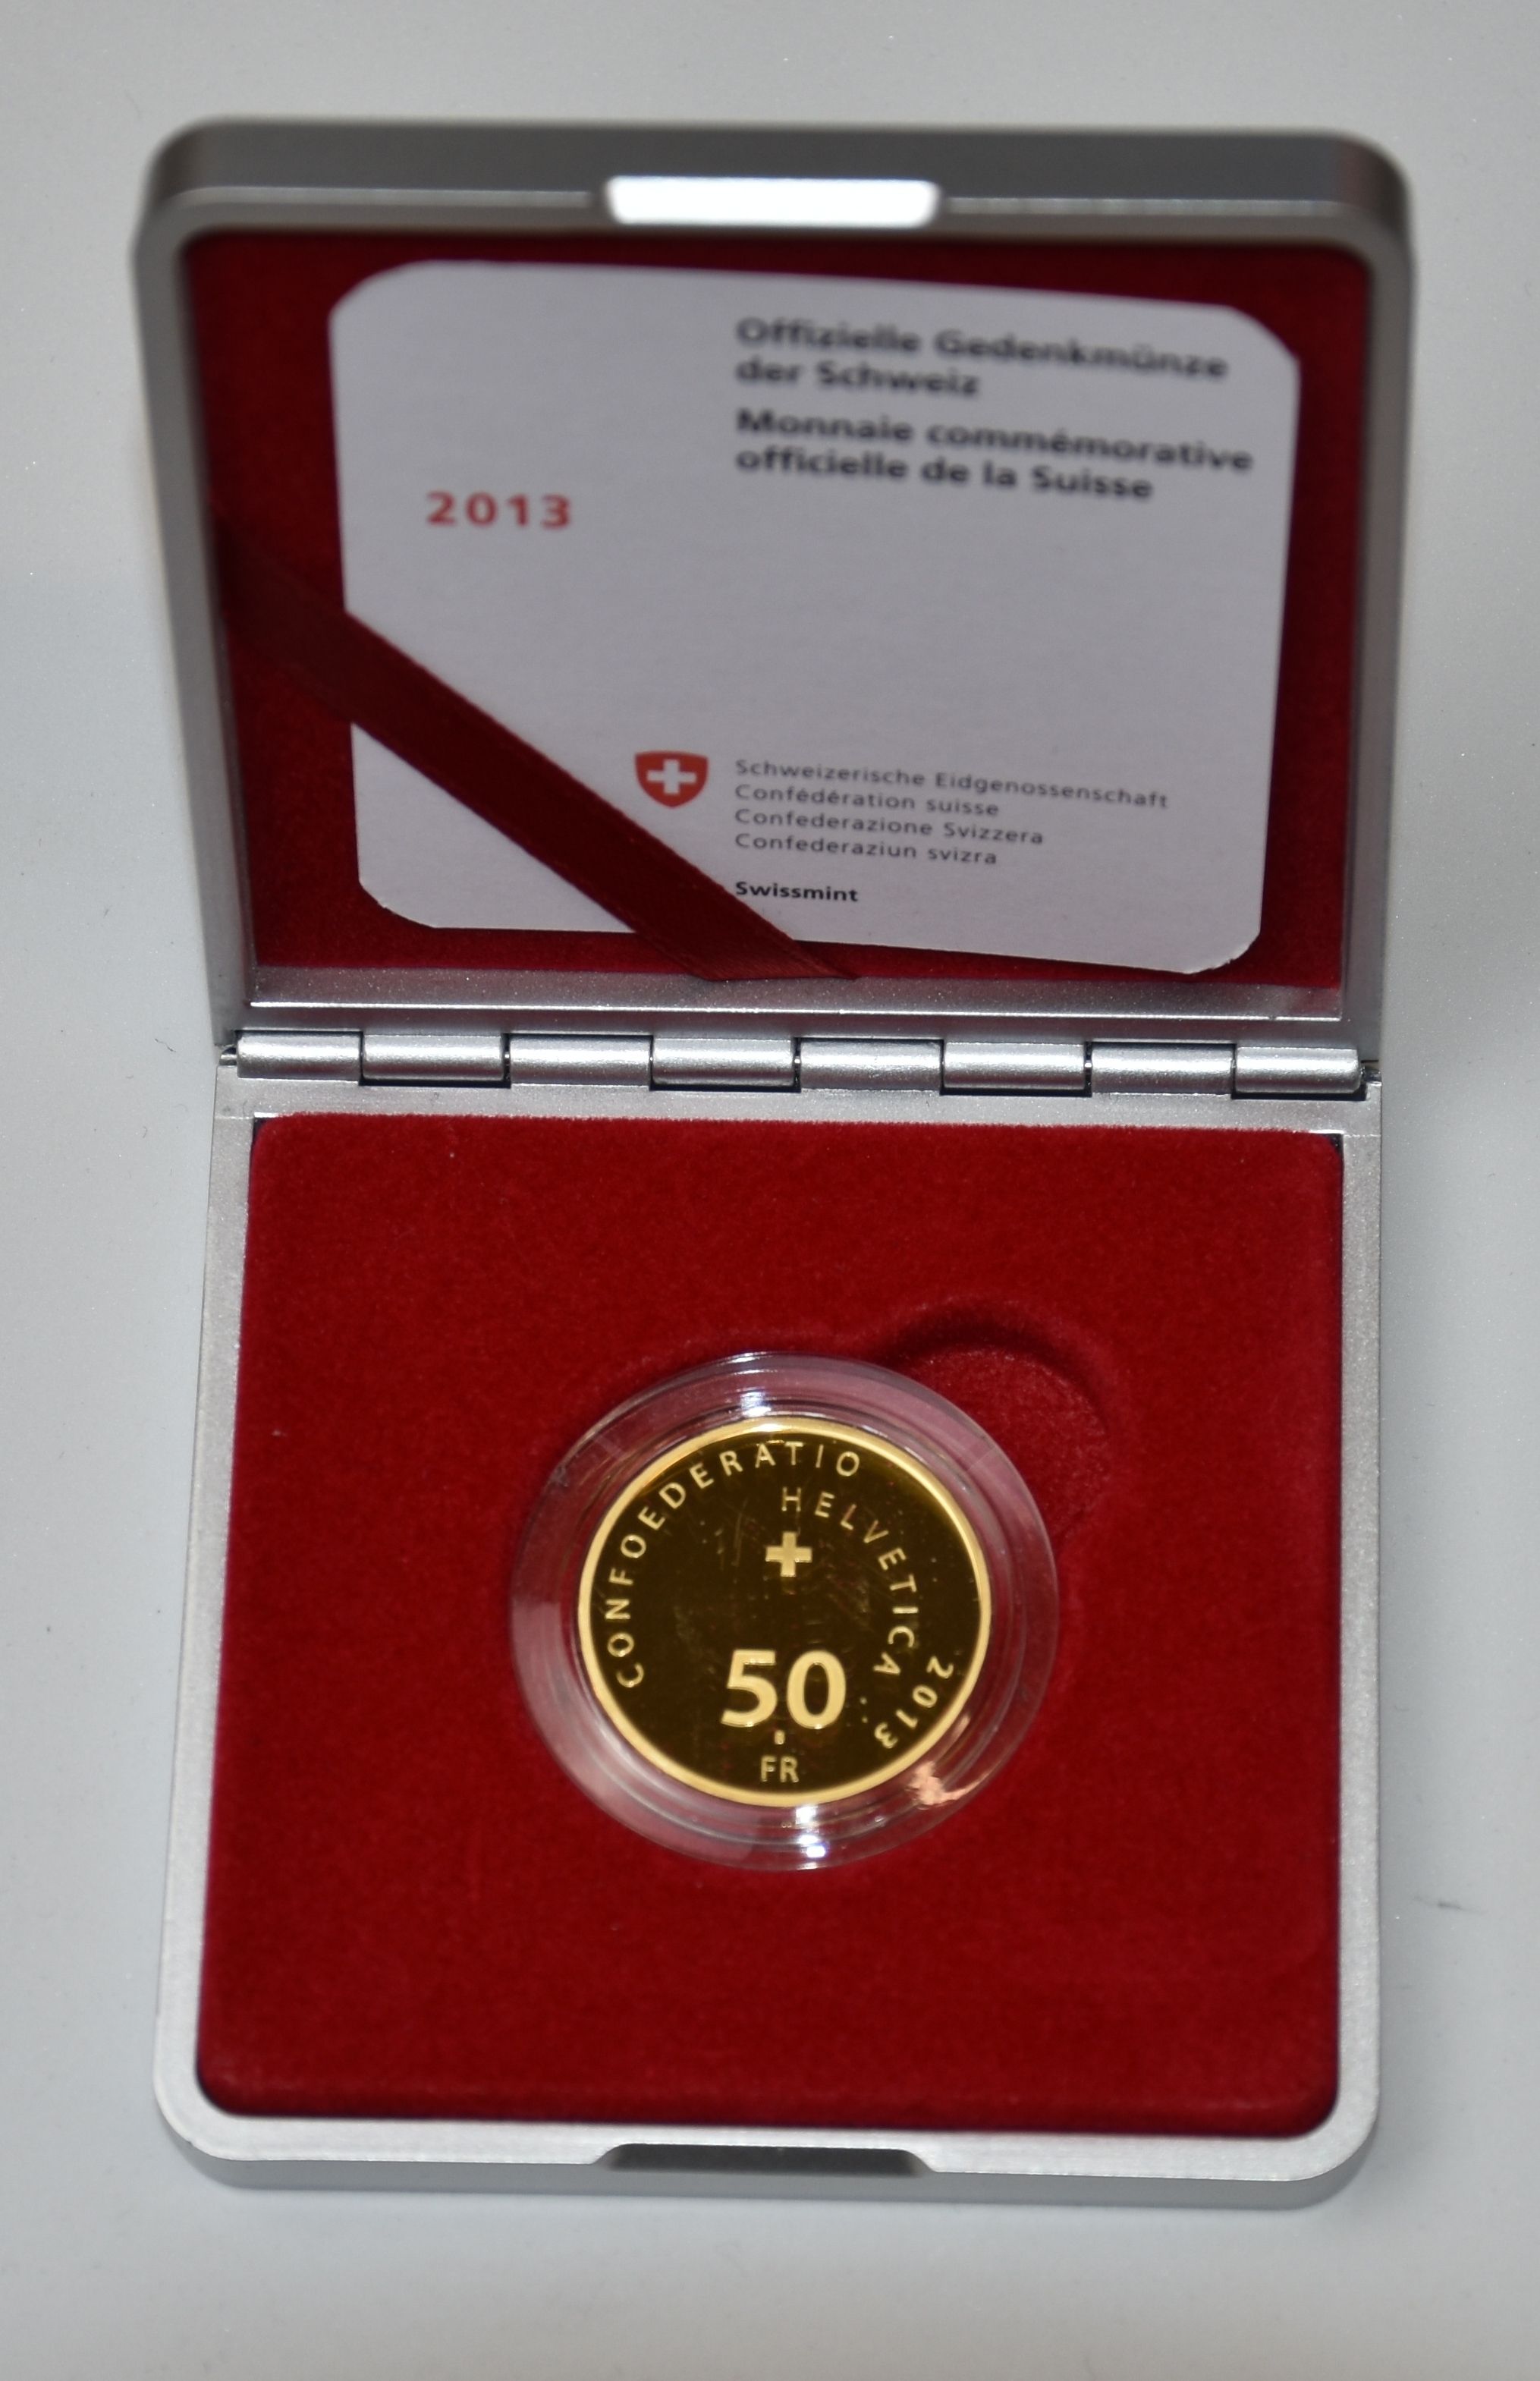 Offizielle Gedenkmünze
der Schweiz
Monnaie commémorative
officielle de la Suisse
2013
Schweizerische Eidgenossenschaft
Confédération suisse
Confederazione Svizzera
Confederaziun svizra
Swissmint
CONFOEDERATIO
HELVETICA
2013
50
B
FR